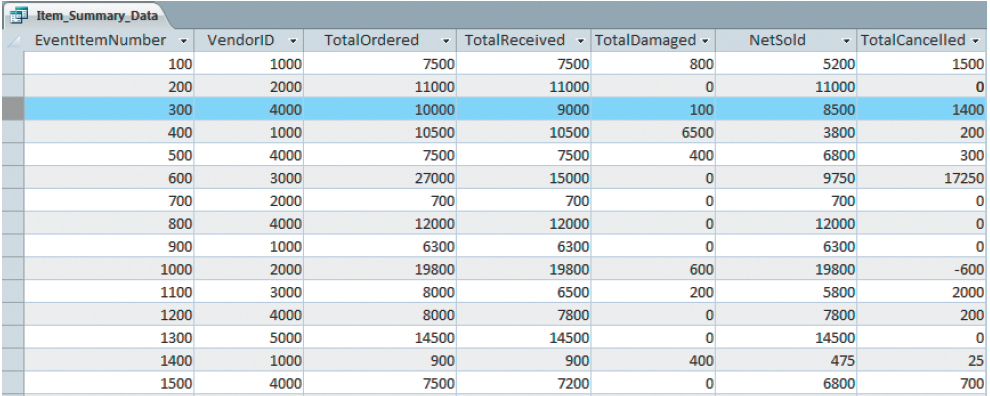 Item_Summary_Data
EventItemNumber VendorID TotalOrdered TotalReceived TotalDamaged NetSold TotalCancelled
100 1000 7500 7500 800 5200 1500
200 2000 11000 11000 0 11000 0
300 4000 10000 9000 100 8500 1400
400 1000 10500 10500 6500 3800 200
500 4000 7500 7500 400 6800 300
600 3000 27000 15000 0 9750 17250
700 2000 700 700 0 700 0
800 4000 12000 12000 0 12000 0
900 1000 6300 6300 0 6300 0
1000 2000 19800 19800 600 19800 -600
1100 3000 8000 6500 200 5800 2000
1200 4000 8000 7800 0 7800 200
1300 5000 14500 14500 0 14500 0
1400 1000 900 900 400 475 25
1500 4000 7500 7200 0 6800 700